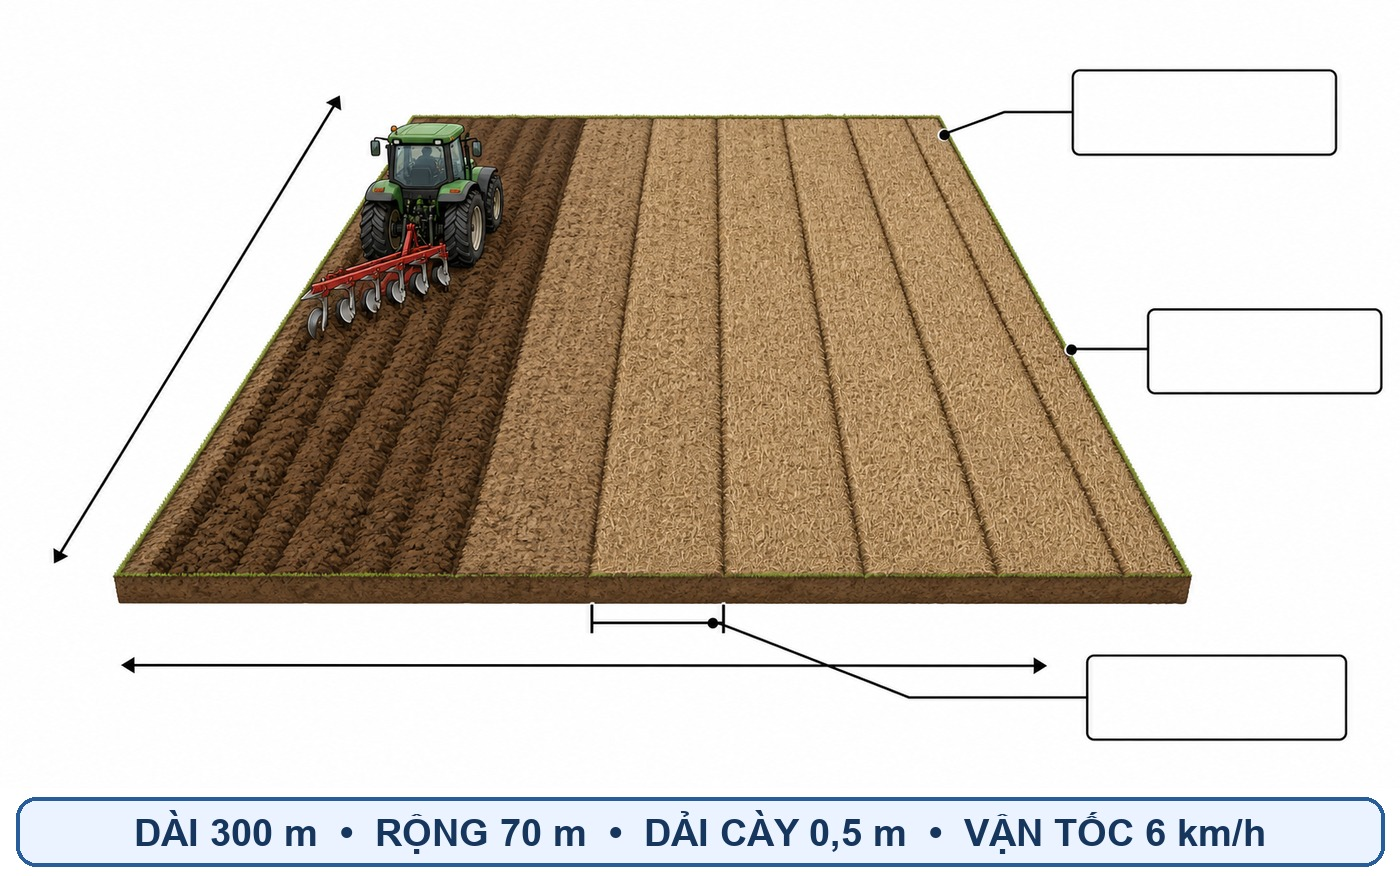 DÀI 300 m • RỘNG 70 m • DẢI CÀY 0,5 m • VẬN TỐC 6 km/h